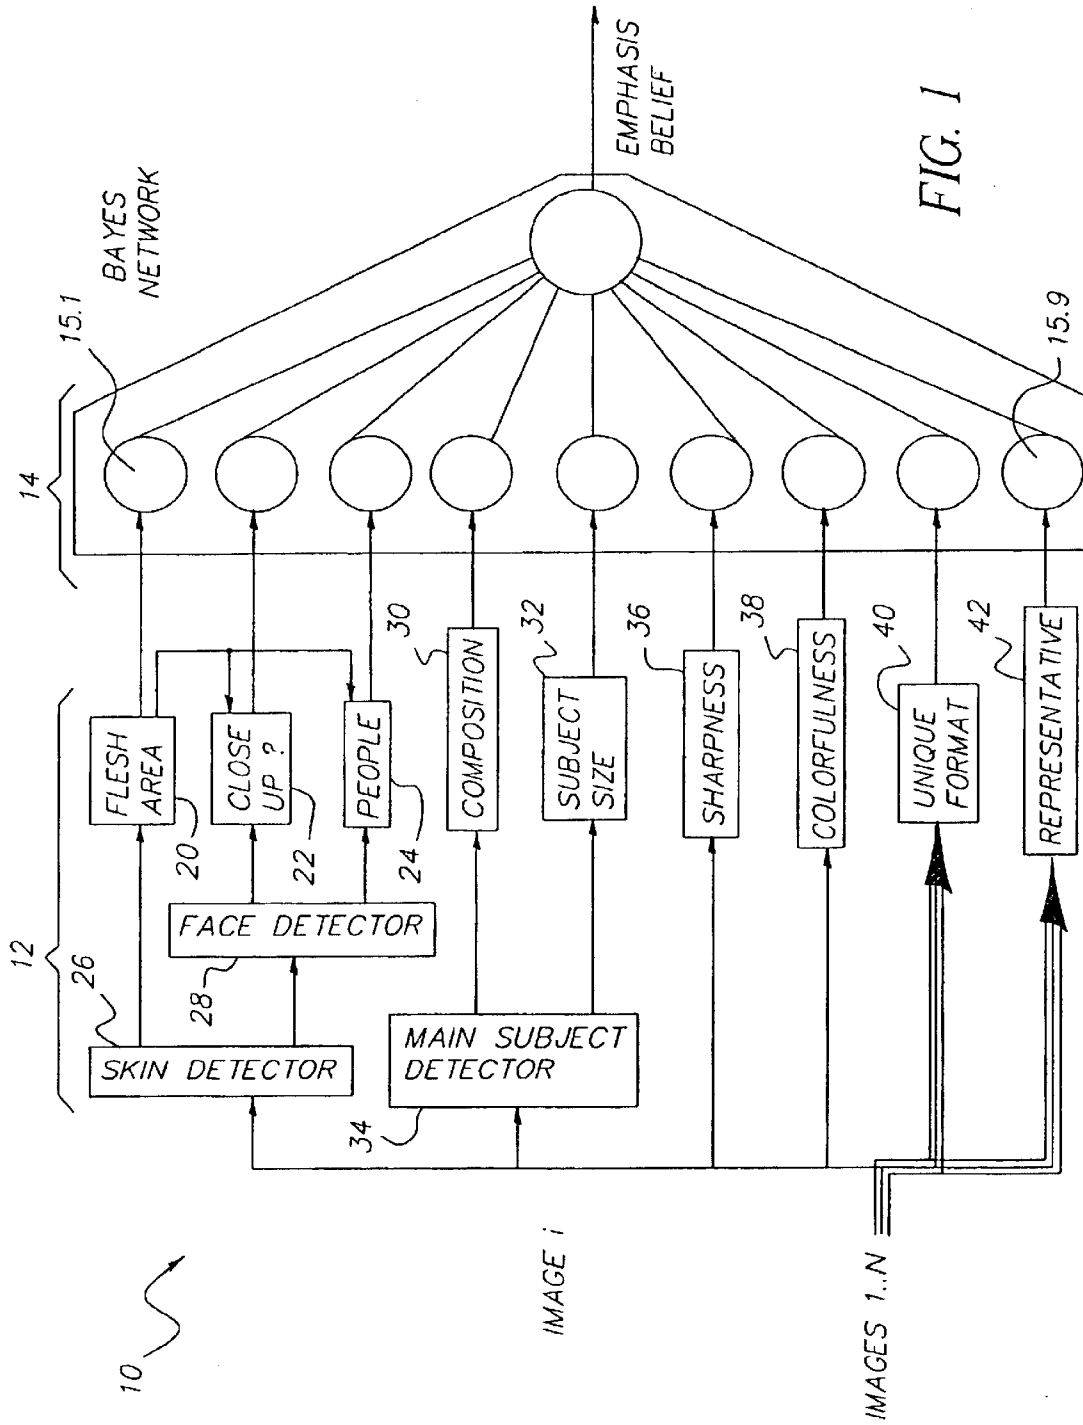 10
IMAGE i
IMAGES 1..N
12
26
SKIN DETECTOR
28
FACE DETECTOR
34
MAIN SUBJECT
DETECTOR
20
FLESH
AREA
22
CLOSE
UP ?
24
PEOPLE
30
COMPOSITION
32
SUBJECT
SIZE
36
SHARPNESS
38
COLORFULNESS
40
UNIQUE
FORMAT
42
REPRESENTATIVE
14
15.1
BAYES
NETWORK
15.9
EMPHASIS
BELIEF
FIG. 1